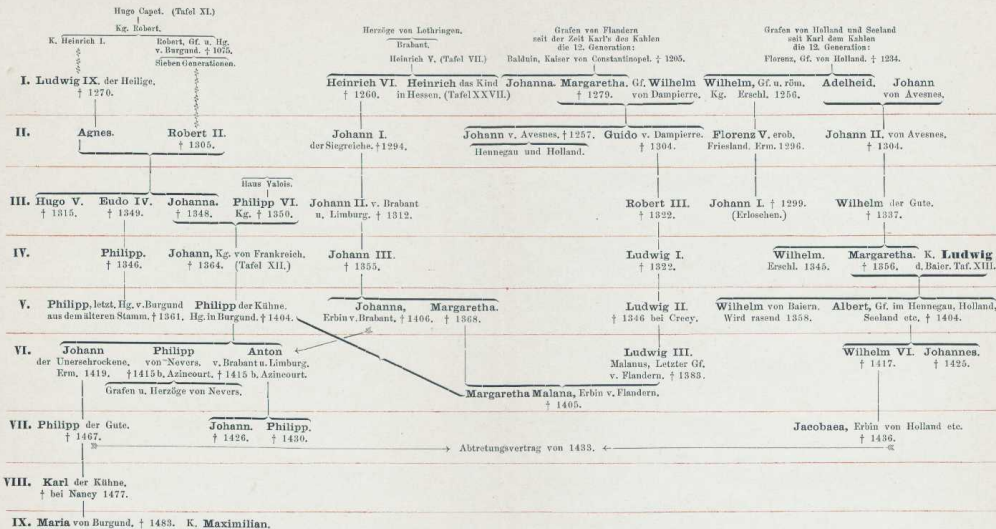 Hugo Capet. (Tafel XI.)
Kg. Robert.
K. Heinrich I. Robert, Gf. u. Hg.
v. Burgund. † 1075.
Sieben Generationen.
Herzöge von Lothringen.
Brabant.
Heinrich V. (Tafel VII.)
Grafen von Flandern
seit der Zeit Karl's des Kahlen
die 12. Generation:
Balduin, Kaiser von Constantinopel. † 1205.
Grafen von Holland und Seeland
seit Karl dem Kahlen
die 12. Generation:
Florenz, Gf. von Holland. † 1234.
I. Ludwig IX. der Heilige. Heinrich VI. Heinrich das Kind Johanna. Margaretha. Gf. Wilhelm Wilhelm, Gf. u. röm. Adelheid. Johann
† 1270. † 1260. in Hessen. (Tafel XXVII.) † 1279. von Dampierre. Kg. Erschl. 1256. von Avesnes.
II. Agnes. Robert II. Johann I. Johann v. Avesnes. † 1257. Guido v. Dampierre. Florenz V. erob. Johann II. von Avesnes.
† 1305. der Siegreiche. † 1294. Hennegau und Holland. † 1304. Friesland. Erm. 1296. † 1304.
Haus Valois.
III. Hugo V. Eudo IV. Johanna. Philipp VI. Johann II. v. Brabant Robert III. Johann I. † 1299. Wilhelm der Gute.
† 1315. † 1349. † 1348. Kg. † 1350. u. Limburg. † 1312. † 1322. (Erloschen.) † 1337.
IV. Philipp. Johann, Kg. von Frankreich. Johann III. Ludwig I. Wilhelm. Margaretha. K. Ludwig
† 1346. † 1364. (Tafel XII.) † 1355. † 1322. Erschl. 1345. † 1356. d. Baier. Taf. XIII.
V. Philipp, letzt. Hg. v. Burgund Philipp der Kühne. Johanna, Margaretha. Ludwig II. Wilhelm von Baiern. Albert, Gf. im Hennegau, Holland,
aus dem älteren Stamm. † 1361. Hg. in Burgund. † 1404. Erbin v. Brabant. † 1406. † 1368. † 1346 bei Crecy. Wird rasend 1358. Seeland etc. † 1404.
VI. Johann Philipp Anton Ludwig III. Wilhelm VI. Johannes.
der Unerschrockene. von Nevers. v. Brabant u. Limburg. Malanus, Letzter Gf. † 1417. † 1425.
Erm. 1419. † 1415 b. Azincourt. † 1415 b. Azincourt. v. Flandern. † 1383.
Grafen u. Herzöge von Nevers. Margaretha Malana, Erbin v. Flandern.
† 1405.
VII. Philipp der Gute. Johann. Philipp. Jacobaea, Erbin von Holland etc.
† 1467. † 1426. † 1430. † 1436.
Abtretungsvertrag von 1433.
VIII. Karl der Kühne.
† bei Nancy 1477.
IX. Maria von Burgund. † 1483. K. Maximilian.